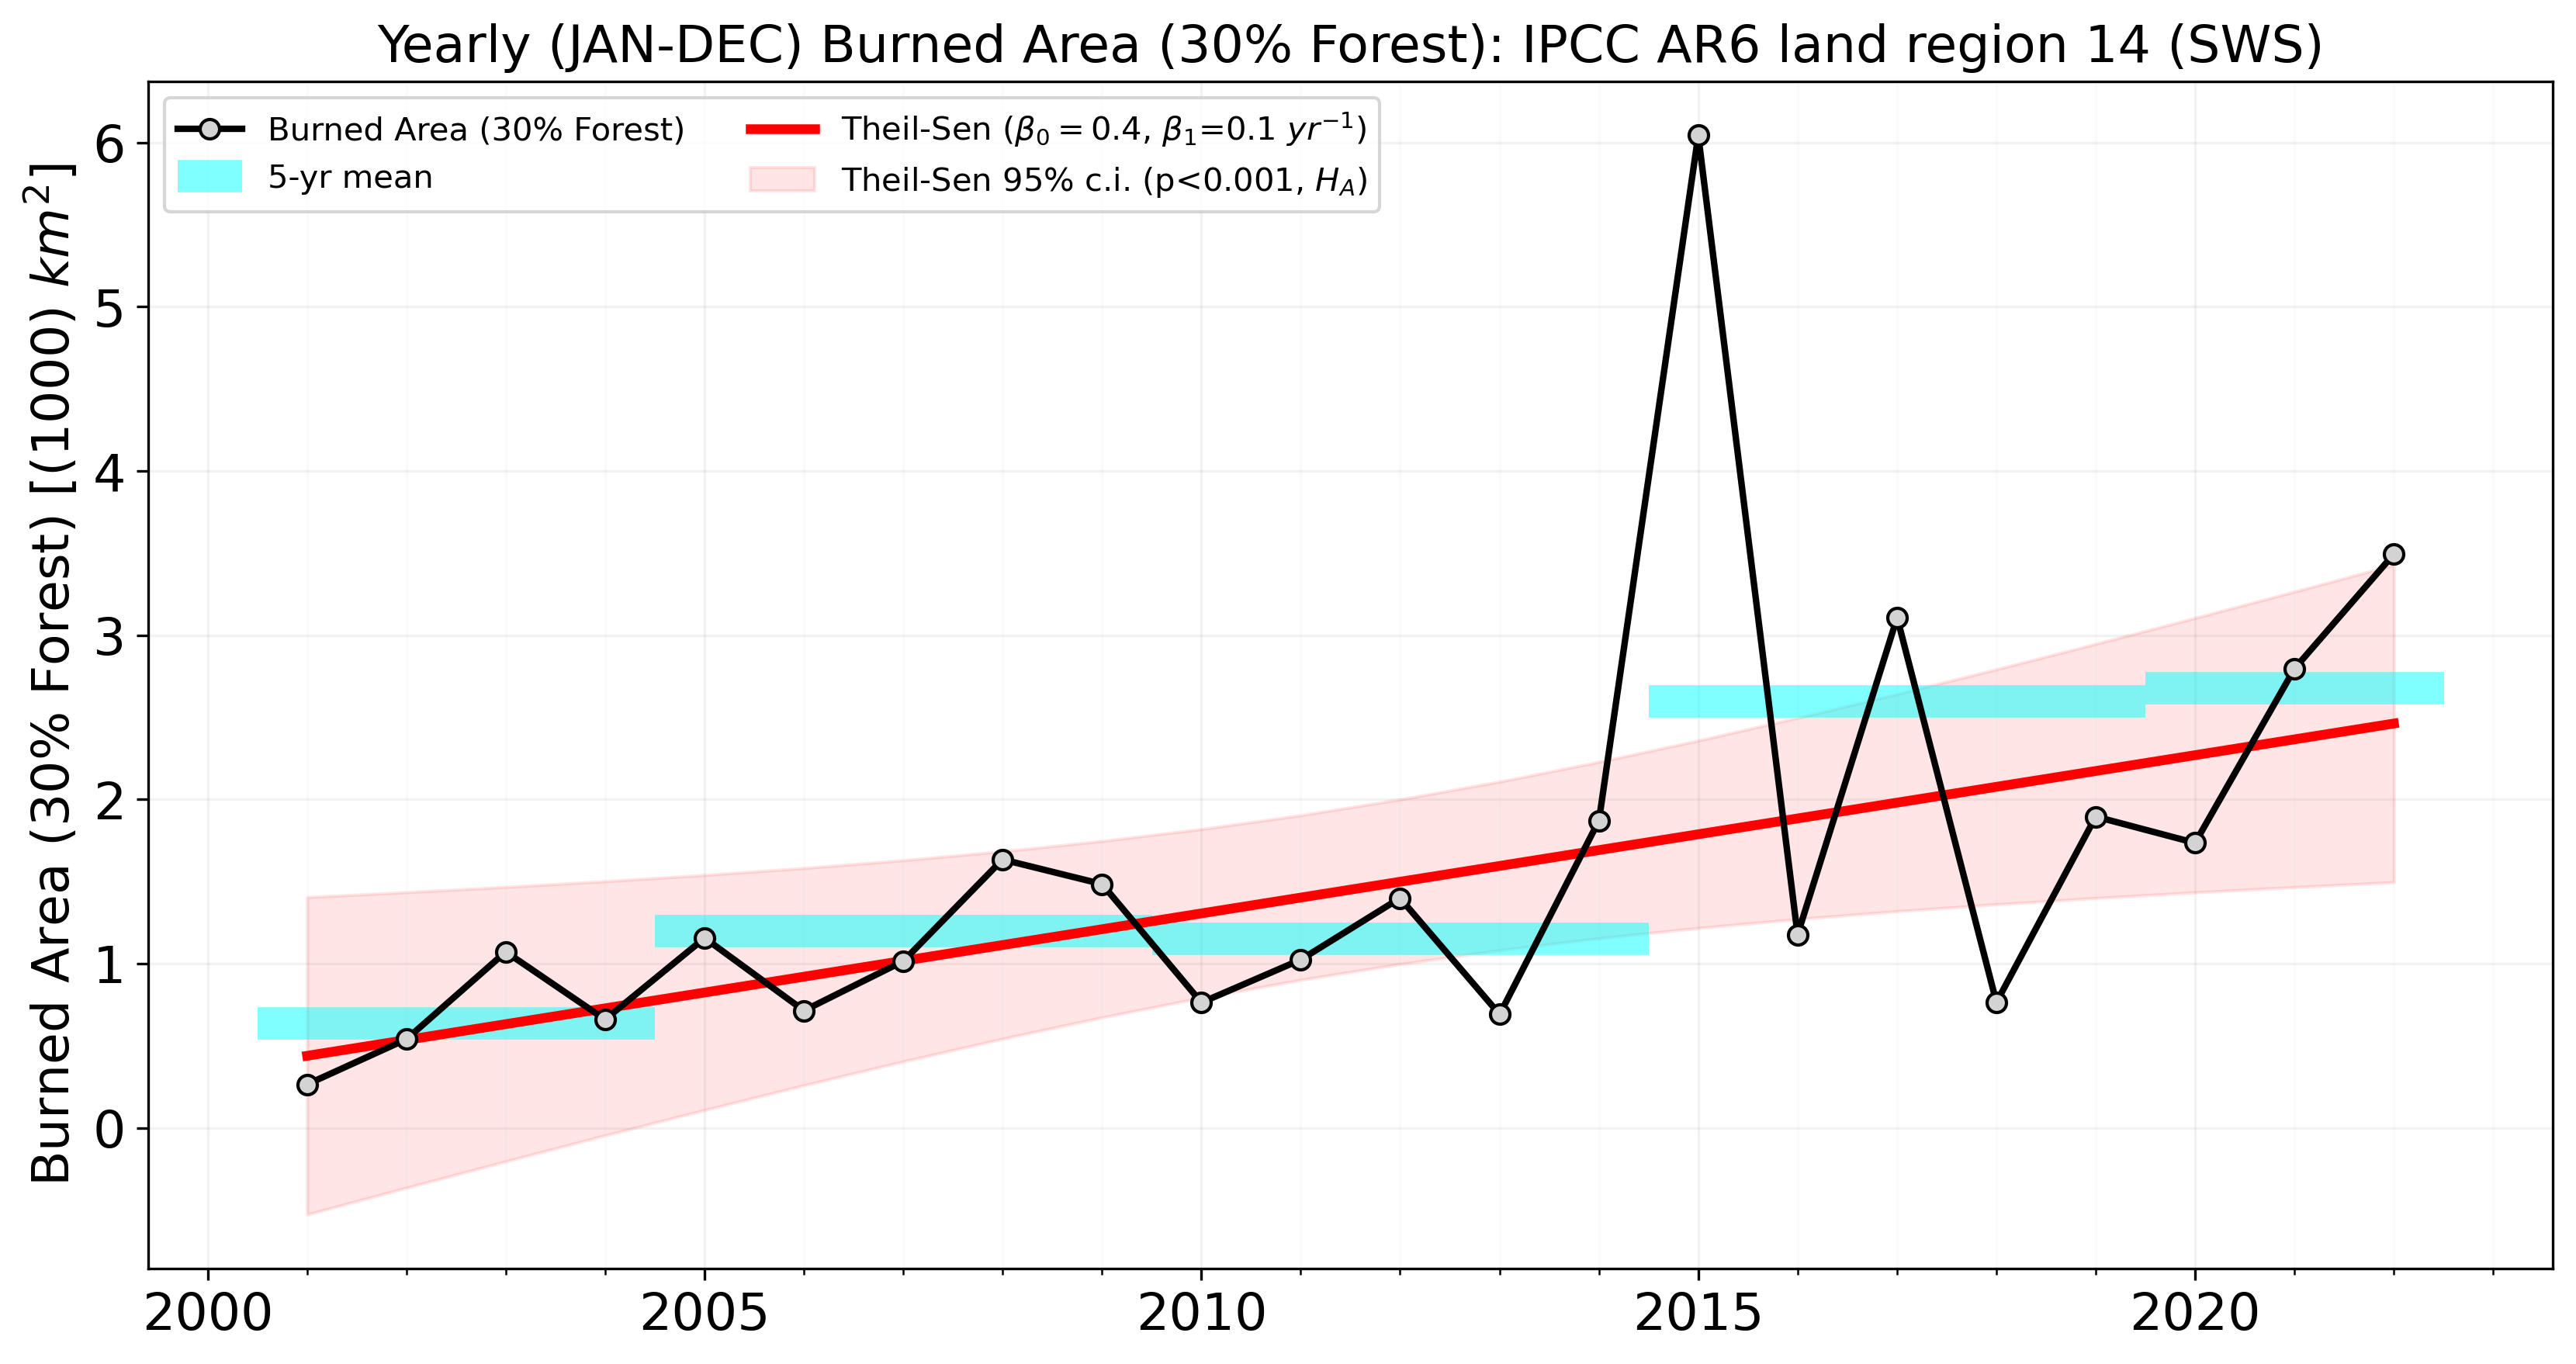 Yearly (JAN-DEC) Burned Area (30% Forest): IPCC AR6 land region 14 (SWS)
Burned Area (30% Forest)
5-yr mean
Theil-Sen (β₀ = 0.4, β₁=0.1 yr⁻¹)
Theil-Sen 95% c.i. (p<0.001, H_A)
Burned Area (30% Forest) [(1000) km²]
6
5
4
3
2
1
0
2000 2005 2010 2015 2020